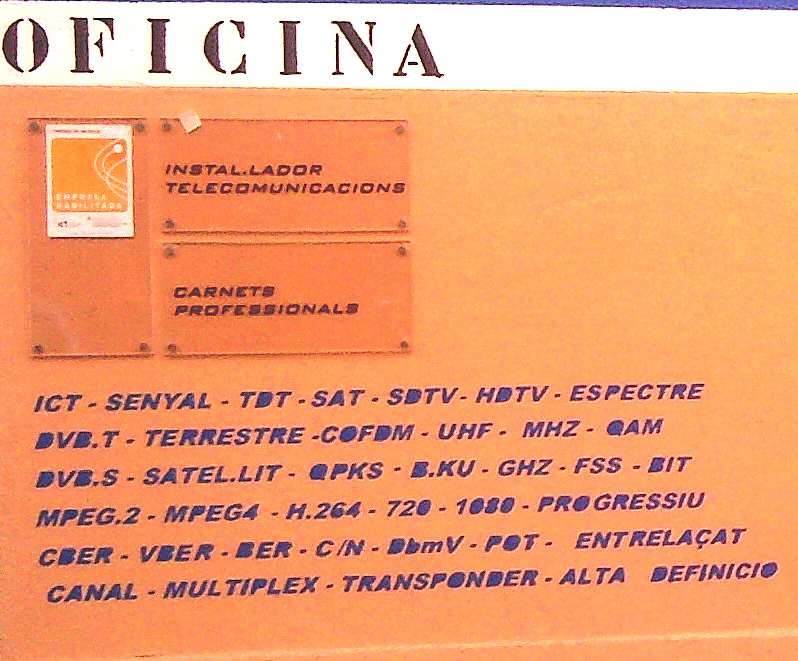 OFICINA
EMPRESA
HABILITADA
INSTAL.LADOR
TELECOMUNICACIONS
CARNETS
PROFESSIONALS
ICT - SENYAL - TDT - SAT - SDTV - HDTV - ESPECTRE
DVB.T - TERRESTRE - COFDM - UHF - MHZ - QAM
DVB.S - SATEL.LIT - QPKS - B.KU - GHZ - FSS - BIT
MPEG.2 - MPEG4 - H.264 - 720 - 1080 - PROGRESSIU
CBER - VBER - BER - C/N - DbmV - POT - ENTRELAÇAT
CANAL - MULTIPLEX - TRANSPONDER - ALTA DEFINICIO